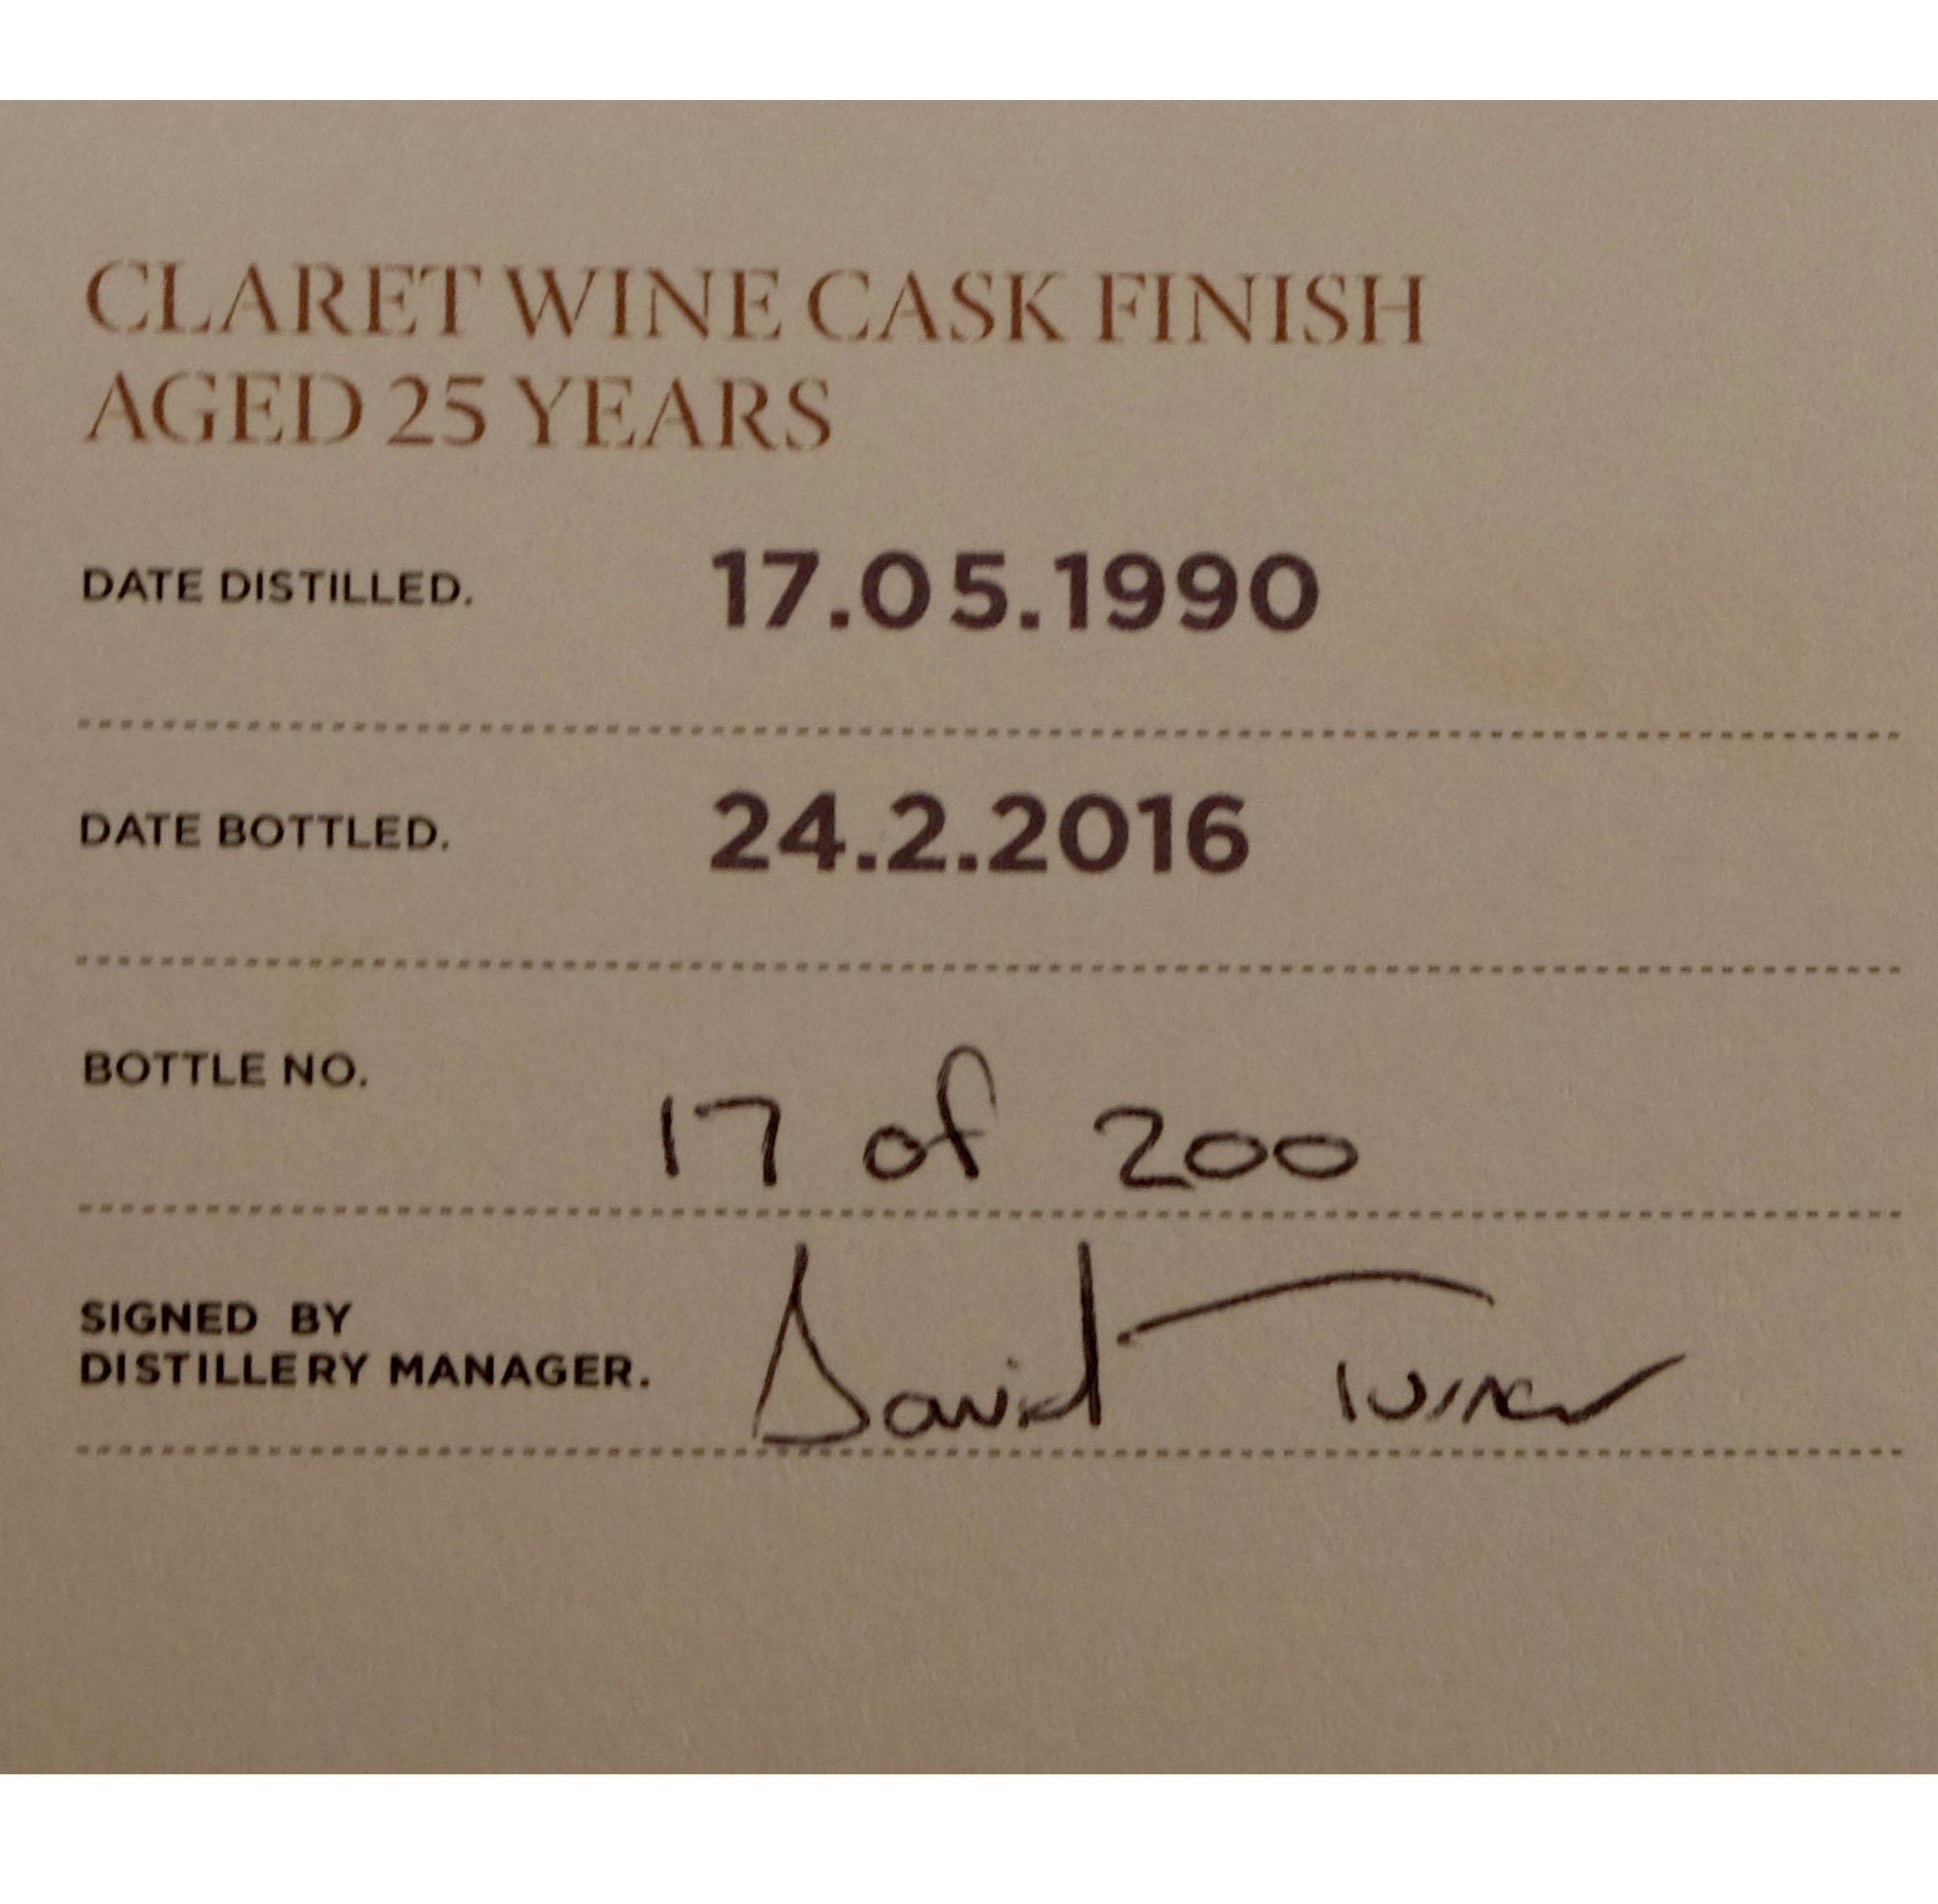 CLARET WINE CASK FINISH
AGED 25 YEARS
DATE DISTILLED. 17.05.1990
DATE BOTTLED. 24.2.2016
BOTTLE NO. 17 of 200
SIGNED BY
DISTILLERY MANAGER. David Turner